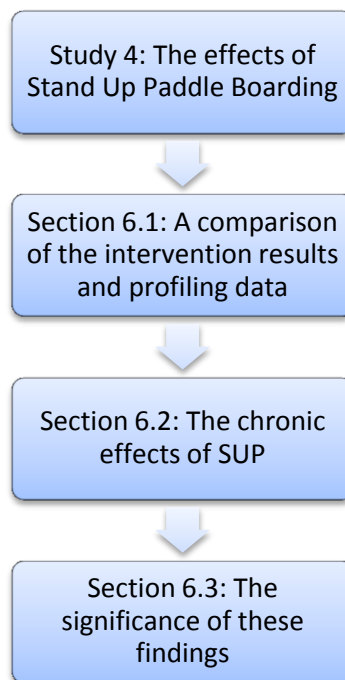 Study 4: The effects of
Stand Up Paddle Boarding
Section 6.1: A comparison
of the intervention results
and profiling data
Section 6.2: The chronic
effects of SUP
Section 6.3: The
significance of these
findings